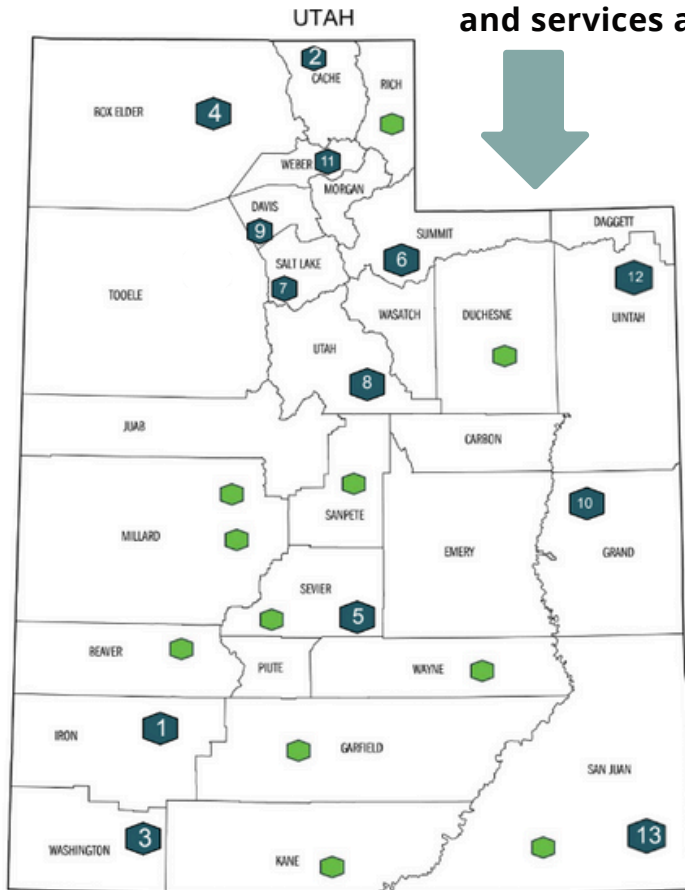 UTAH
and services a
2
CACHE
RICH
BOX ELDER
4
WEBER
11
MORGAN
DAVIS
9
SUMMIT
DAGGETT
SALT LAKE
6
7
12
TOOELE
WASATCH
DUCHESNE
UINTAH
UTAH
8
JUAB
CARBON
10
SANPETE
MILLARD
EMERY
GRAND
SEVIER
5
BEAVER
PIUTE
WAYNE
1
IRON
GARFIELD
SAN JUAN
3
13
WASHINGTON
KANE